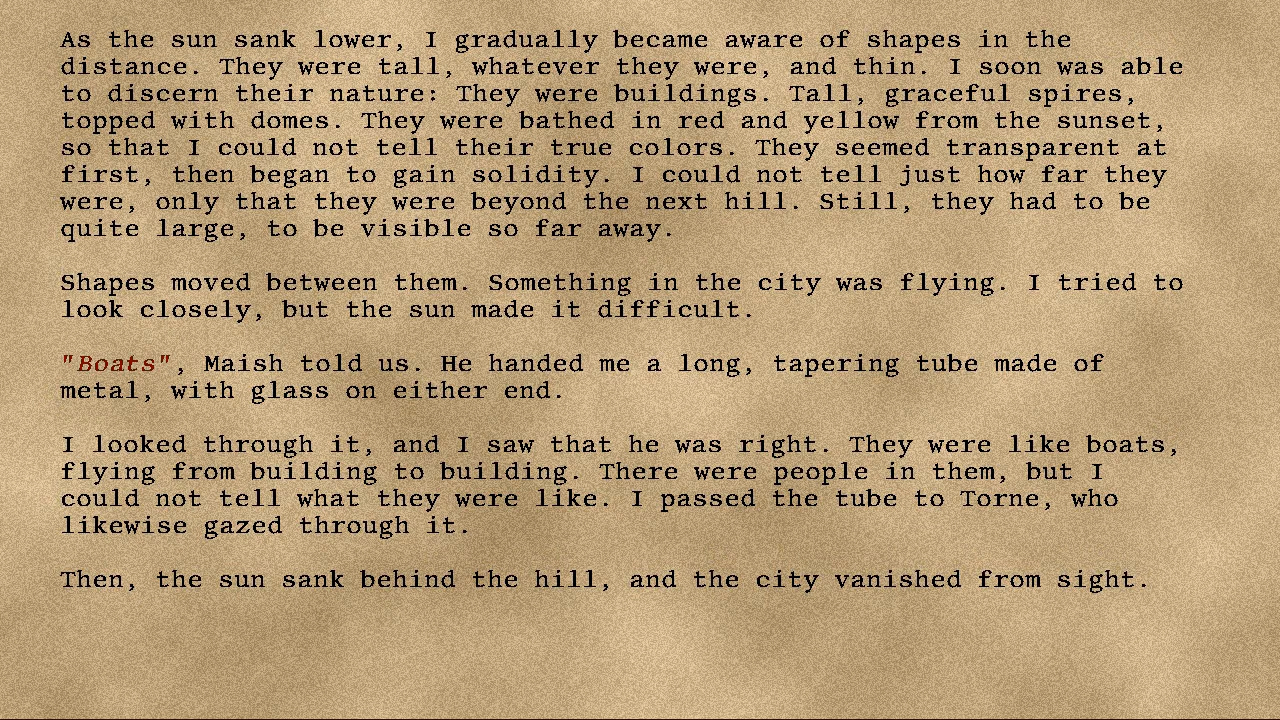 As the sun sank lower, I gradually became aware of shapes in the
distance. They were tall, whatever they were, and thin. I soon was able
to discern their nature: They were buildings. Tall, graceful spires,
topped with domes. They were bathed in red and yellow from the sunset,
so that I could not tell their true colors. They seemed transparent at
first, then began to gain solidity. I could not tell just how far they
were, only that they were beyond the next hill. Still, they had to be
quite large, to be visible so far away.

Shapes moved between them. Something in the city was flying. I tried to
look closely, but the sun made it difficult.

"Boats", Maish told us. He handed me a long, tapering tube made of
metal, with glass on either end.

I looked through it, and I saw that he was right. They were like boats,
flying from building to building. There were people in them, but I
could not tell what they were like. I passed the tube to Torne, who
likewise gazed through it.

Then, the sun sank behind the hill, and the city vanished from sight.